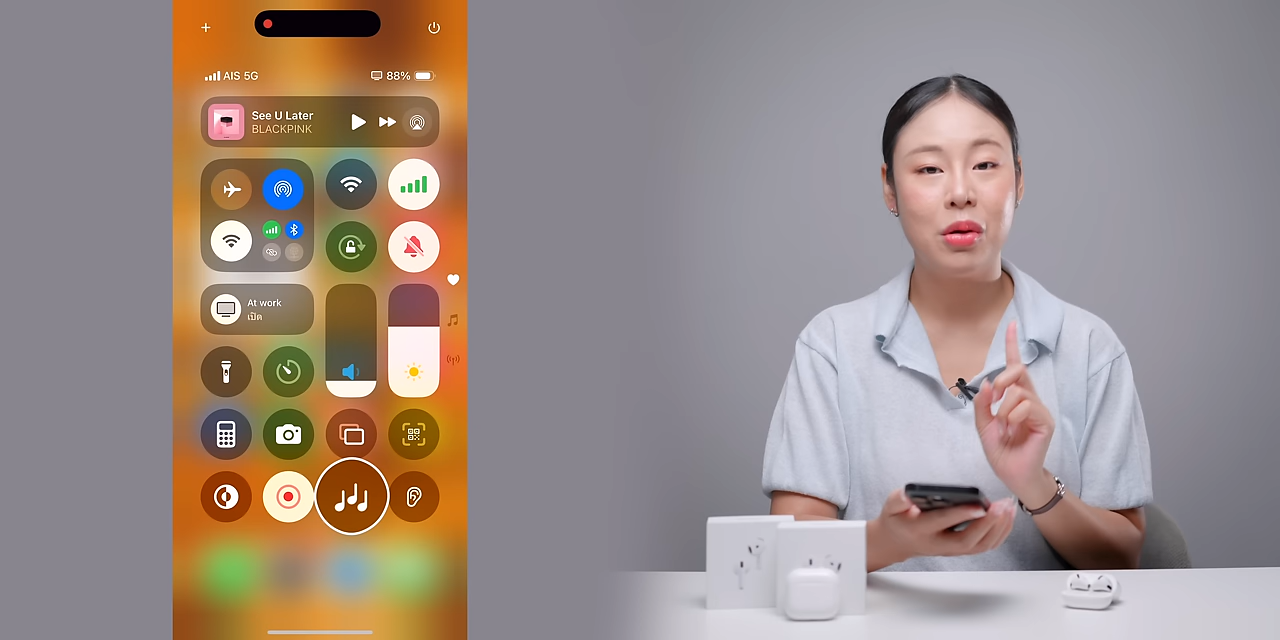 AIS 5G
88%
See U Later
BLACKPINK
At work
เปิด